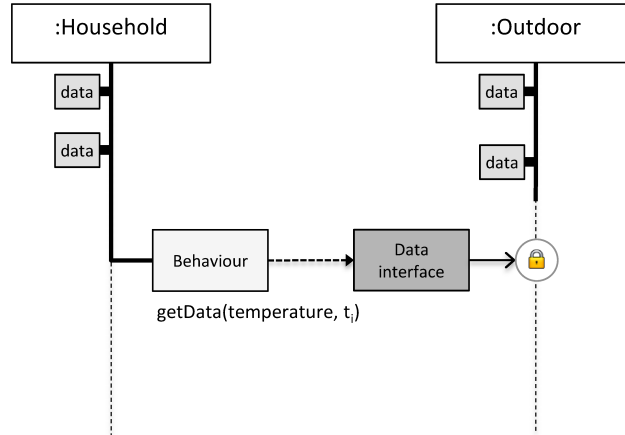 :Household
:Outdoor
data
data
data
data
Behaviour
Data
interface
getData(temperature, tᵢ)